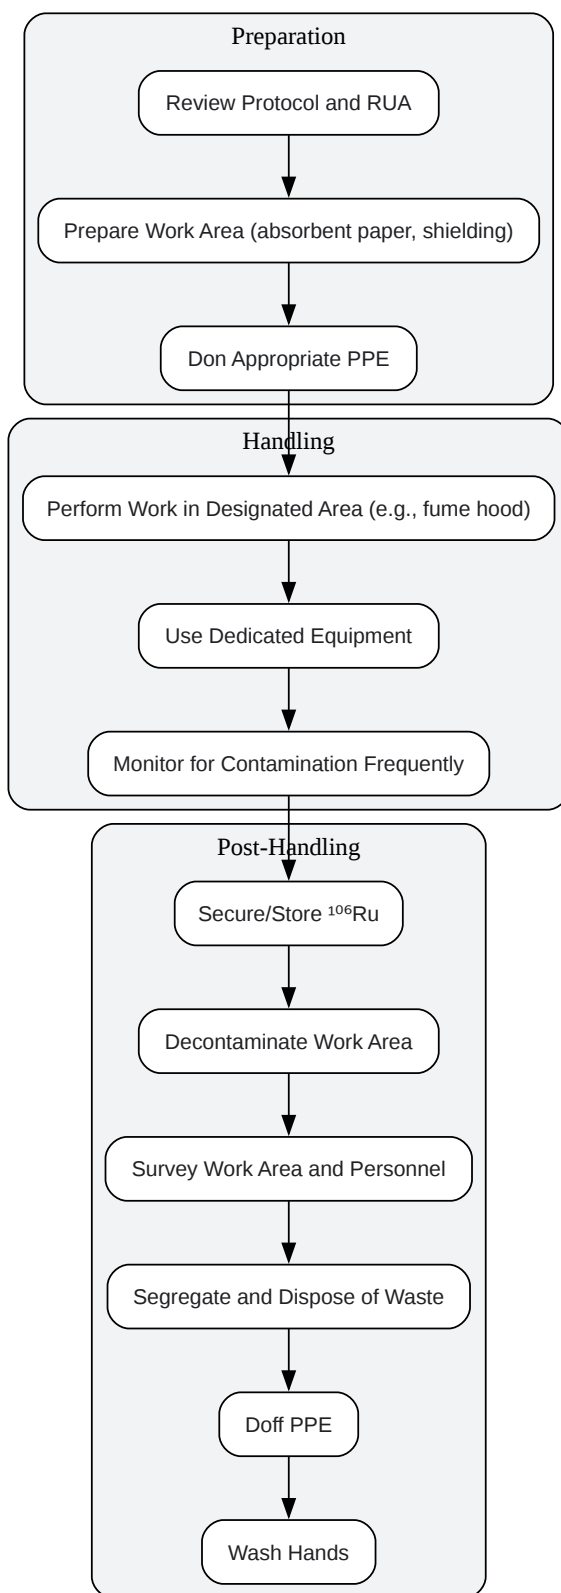 Preparation
Review Protocol and RUA
Prepare Work Area (absorbent paper, shielding)
Don Appropriate PPE
Handling
Perform Work in Designated Area (e.g., fume hood)
Use Dedicated Equipment
Monitor for Contamination Frequently
Post-Handling
Secure/Store ¹⁰⁶Ru
Decontaminate Work Area
Survey Work Area and Personnel
Segregate and Dispose of Waste
Doff PPE
Wash Hands